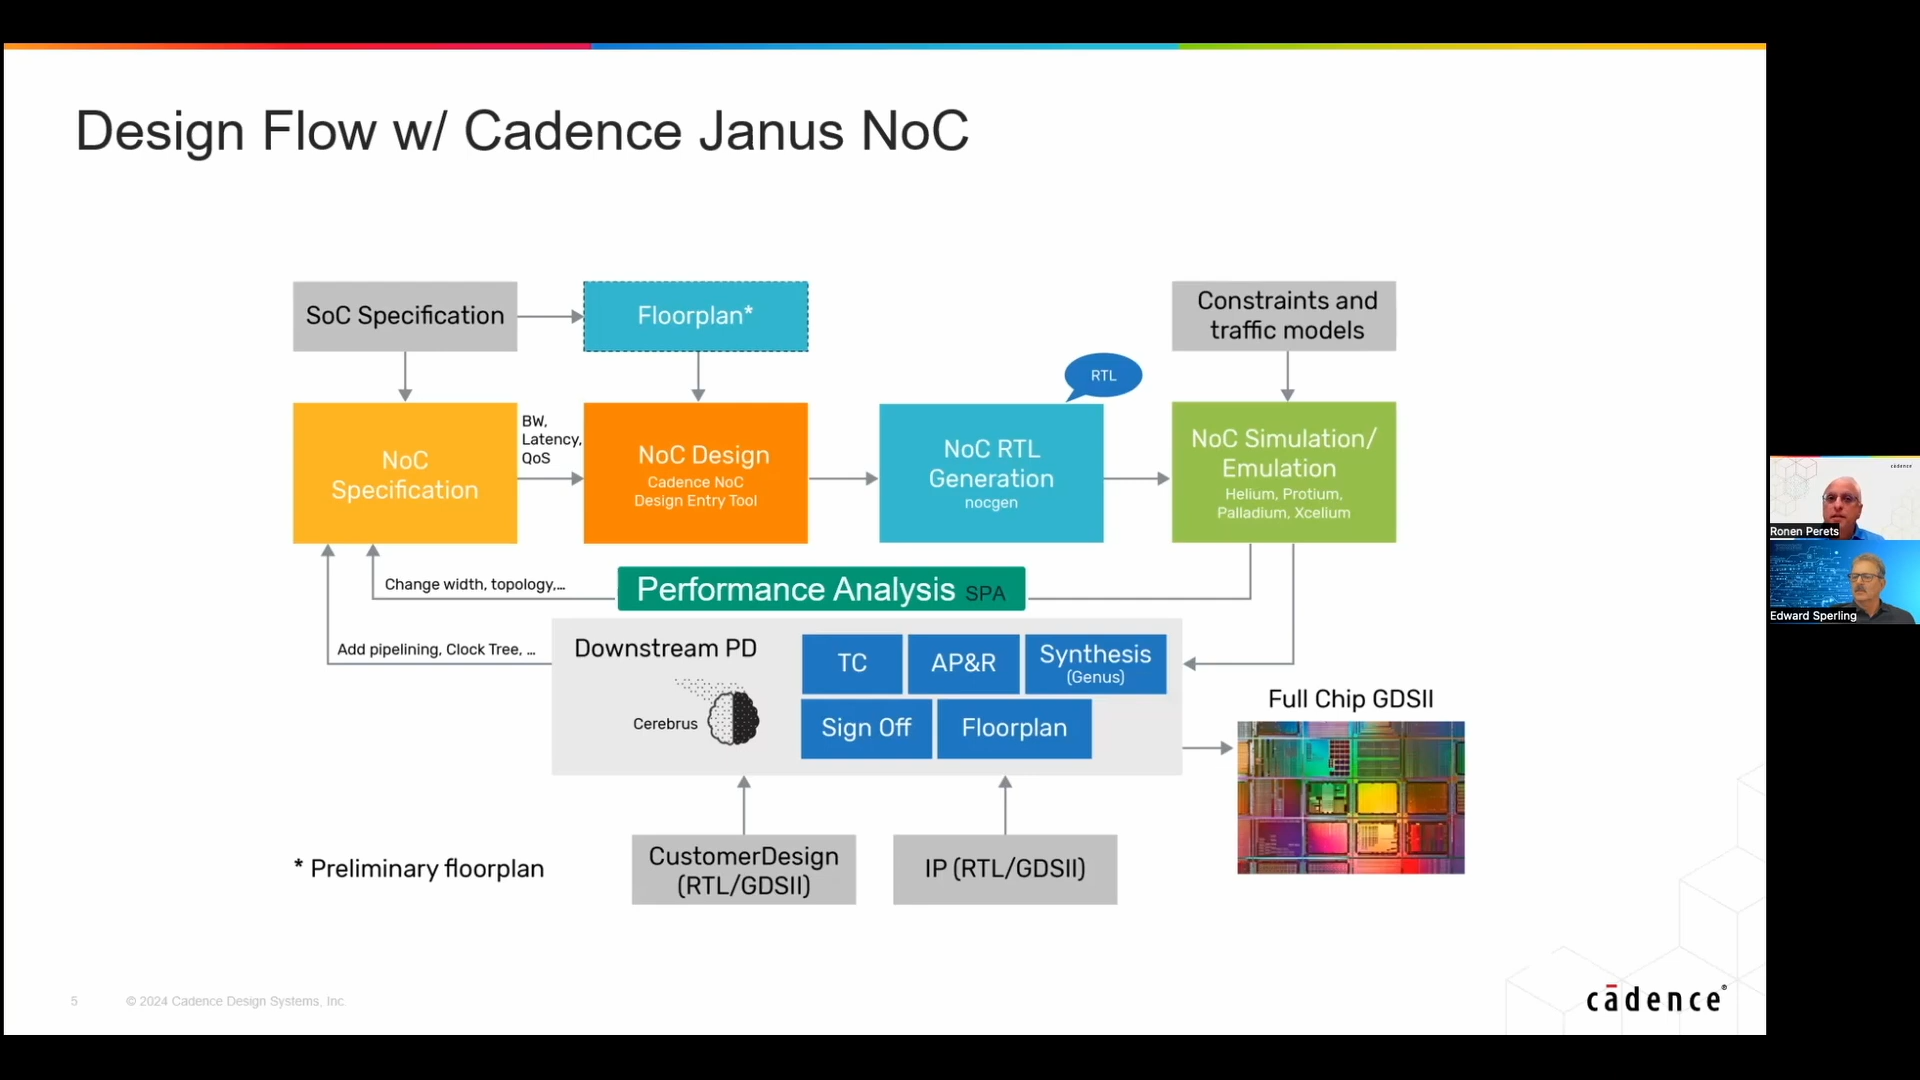 Design Flow w/ Cadence Janus NoC
SoC Specification
Floorplan*
Constraints and
traffic models
RTL
NoC
Specification
BW,
Latency,
QoS
NoC Design
Cadence NoC
Design Entry Tool
NoC RTL
Generation
nocgen
NoC Simulation/
Emulation
Helium, Protium,
Palladium, Xcelium
Change width, topology,...
Performance Analysis SPA
Add pipelining, Clock Tree, ...
Downstream PD
Cerebrus
TC
AP&R
Synthesis
(Genus)
Sign Off
Floorplan
Full Chip GDSII
* Preliminary floorplan
CustomerDesign
(RTL/GDSII)
IP (RTL/GDSII)
5
© 2024 Cadence Design Systems, Inc.
cādence®
cādence
Ronen Perets
Edward Sperling